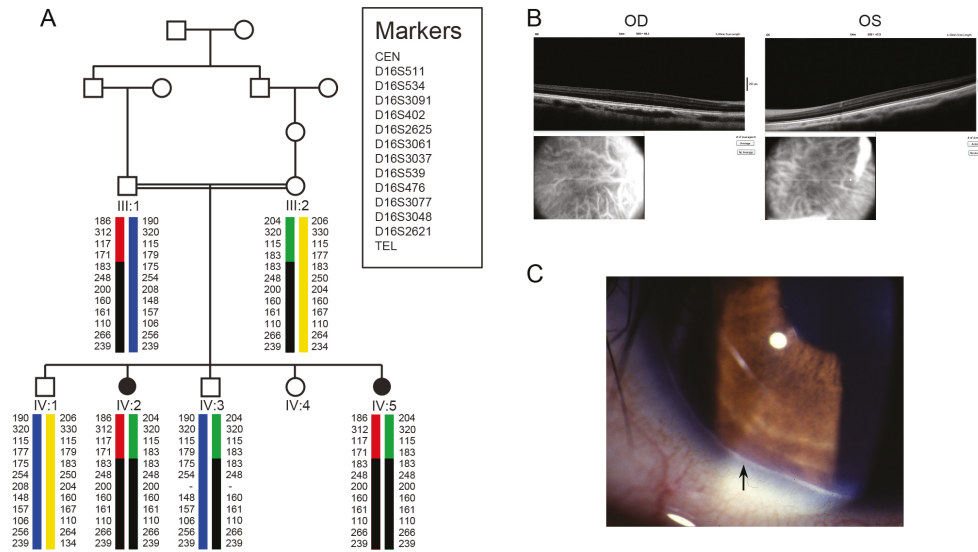 A
Markers
CEN
D16S511
D16S534
D16S3091
D16S402
D16S2625
D16S3061
D16S3037
D16S539
D16S476
D16S3077
D16S3048
D16S2621
TEL
III:1 III:2
186 190 204 206
312 320 320 330
117 115 115 115
171 179 183 177
183 175 183 183
248 254 248 250
200 208 200 204
160 148 160 160
161 157 161 167
110 106 110 110
266 256 266 264
239 239 239 234
IV:1 IV:2 IV:3 IV:4 IV:5
190 206 186 204 190 204 186 204
320 320 312 320 320 320 312 320
115 115 117 115 115 115 117 115
177 179 171 183 179 183 171 183
175 183 183 183 175 183 183 183
254 250 248 248 254 248 248 248
208 204 200 200 - - 200 200
148 160 160 160 148 160 160 160
157 167 161 161 157 161 161 161
106 110 110 110 106 110 110 110
256 264 266 266 256 266 266 266
239 134 239 239 239 239 239 239
B
OD OS
C